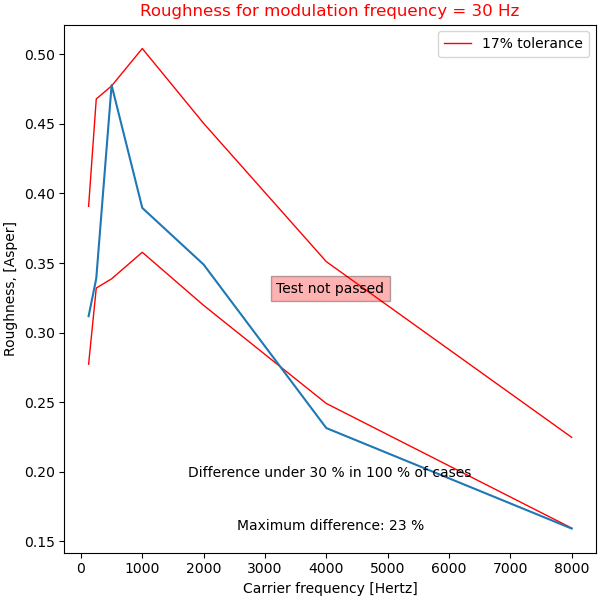 Roughness for modulation frequency = 30 Hz
17% tolerance
0.50
0.45
0.40
0.35
0.30
0.25
0.20
0.15
Roughness, [Asper]
Test not passed
Difference under 30 % in 100 % of cases
Maximum difference: 23 %
0 1000 2000 3000 4000 5000 6000 7000 8000
Carrier frequency [Hertz]